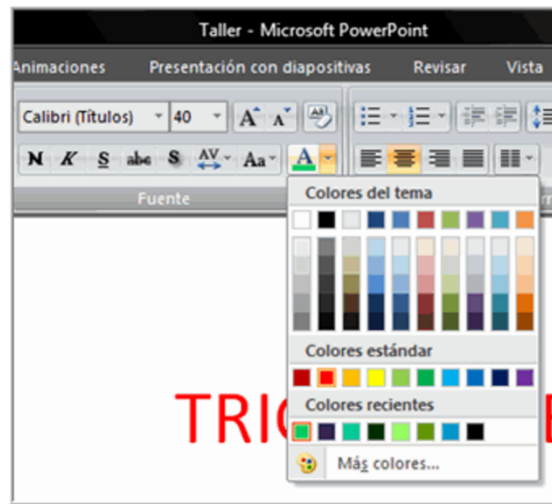 Taller - Microsoft PowerPoint
Animaciones Presentación con diapositivas Revisar Vista
Calibri (Títulos) 40 A A
N K S abc S AV Aa A
Fuente
Colores del tema
Colores estándar
Colores recientes
TRI
Más colores...